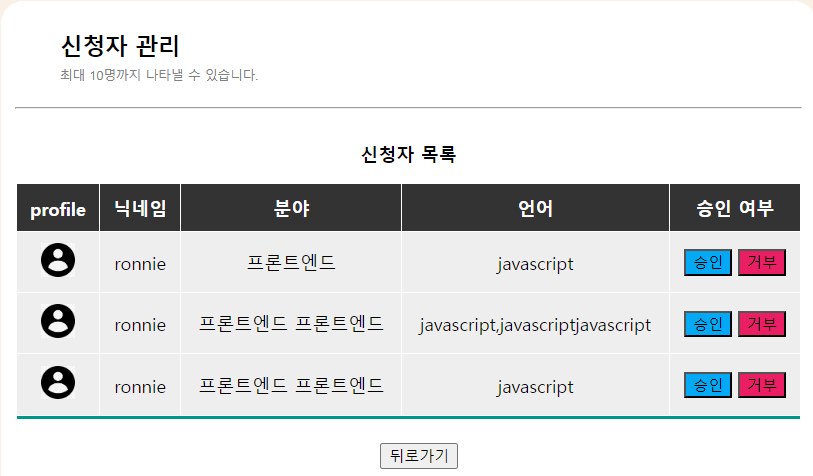 신청자 관리
최대 10명까지 나타낼 수 있습니다.
신청자 목록
profile 닉네임 분야 언어 승인 여부
ronnie 프론트엔드 javascript 승인 거부
ronnie 프론트엔드 프론트엔드 javascript,javascriptjavascript 승인 거부
ronnie 프론트엔드 프론트엔드 javascript 승인 거부
뒤로가기